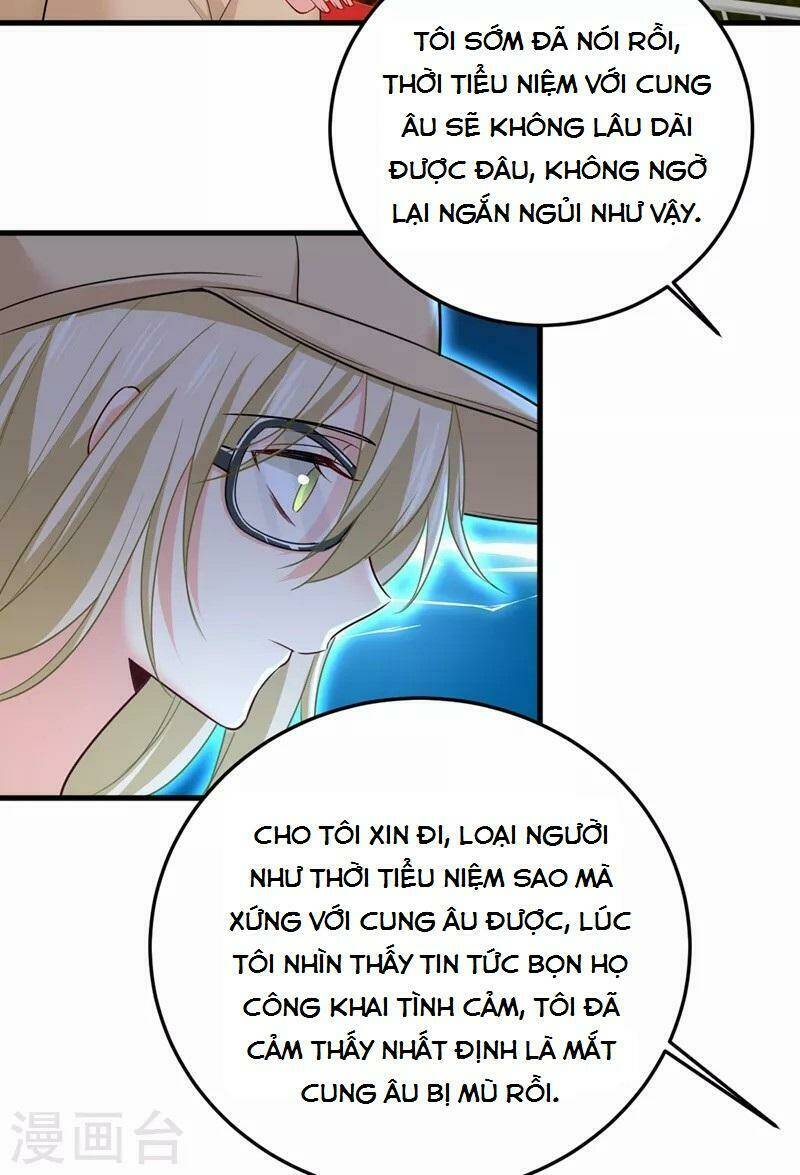 TÔI SỚM ĐÃ NÓI RỒI,
THỜI TIỂU NIỆM VỚI CUNG
ÂU SẼ KHÔNG LÂU DÀI
ĐƯỢC ĐÂU, KHÔNG NGỜ
LẠI NGẮN NGỦI NHƯ VẬY.
CHO TÔI XIN ĐI, LOẠI NGƯỜI
NHƯ THỜI TIỂU NIỆM SAO MÀ
XỨNG VỚI CUNG ÂU ĐƯỢC, LÚC
TÔI NHÌN THẤY TIN TỨC BỌN HỌ
CÔNG KHAI TÌNH CẢM, TÔI ĐÃ
CẢM THẤY NHẤT ĐỊNH LÀ MẮT
CUNG ÂU BỊ MÙ RỒI.
漫画台